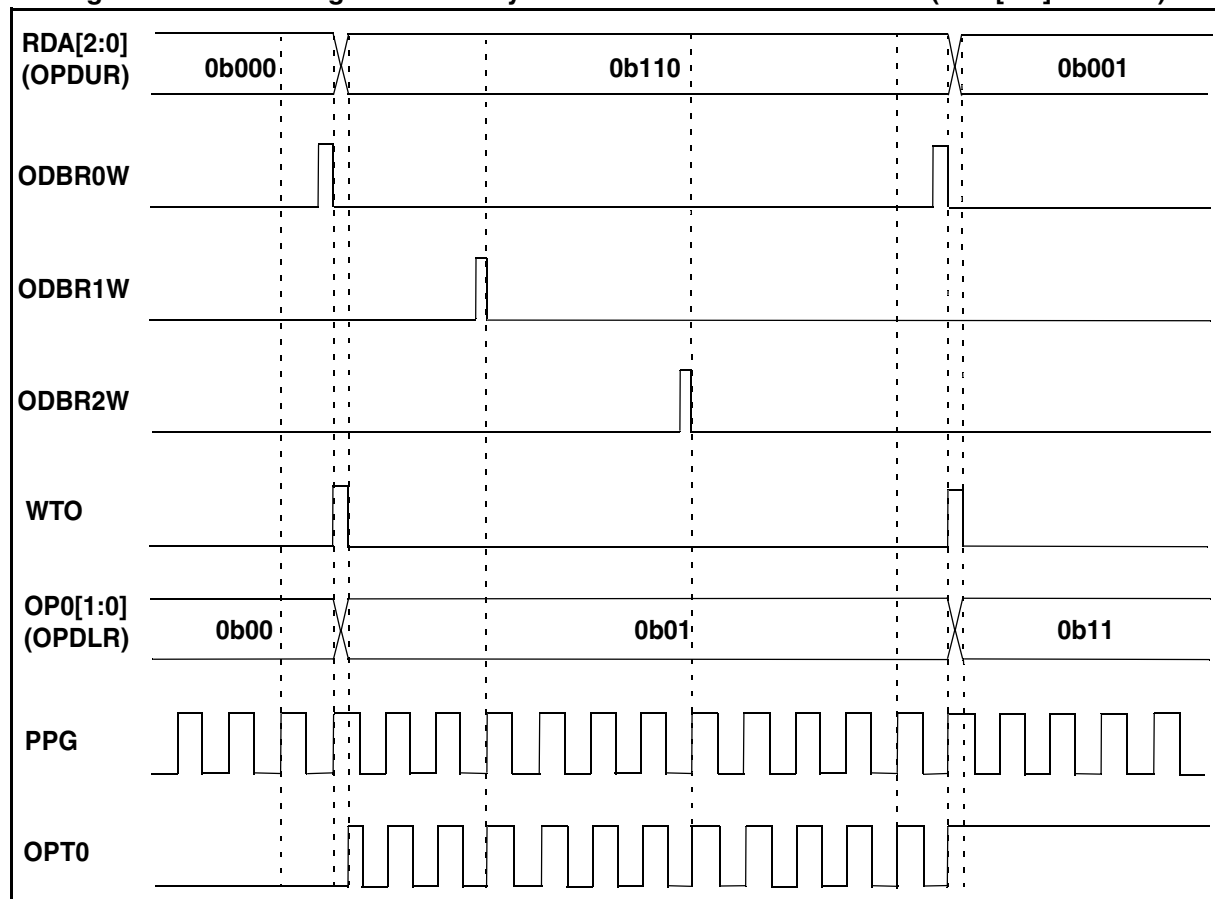 RDA[2:0]
(OPDUR)
0b000
0b110
0b001
ODBR0W
ODBR1W
ODBR2W
WTO
OP0[1:0]
(OPDLR)
0b00
0b01
0b11
PPG
OPT0